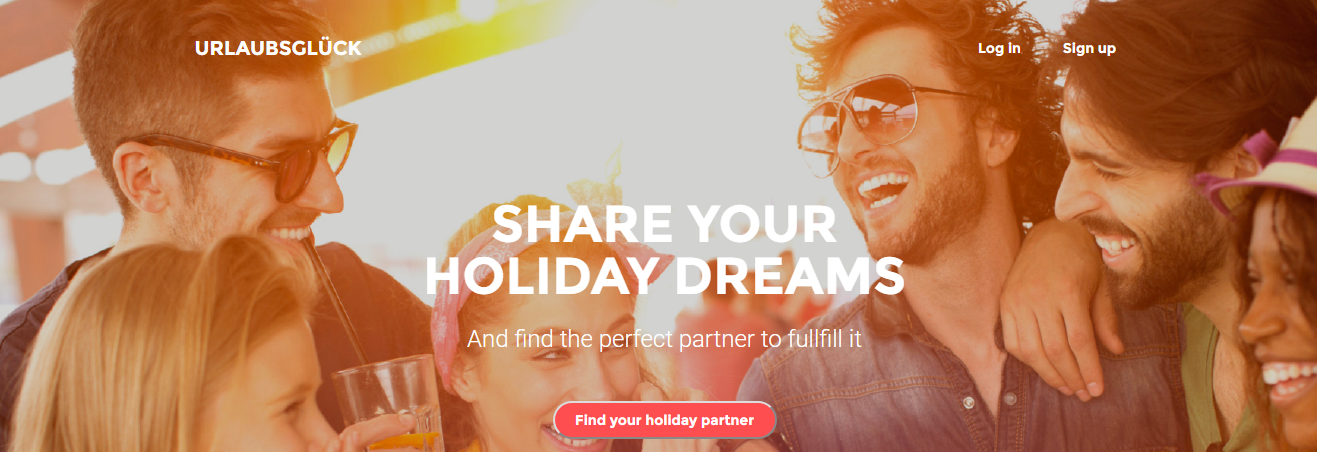 URLAUBSGLÜCK
Log in
Sign up
SHARE YOUR
HOLIDAY DREAMS
And find the perfect partner to fullfill it
Find your holiday partner